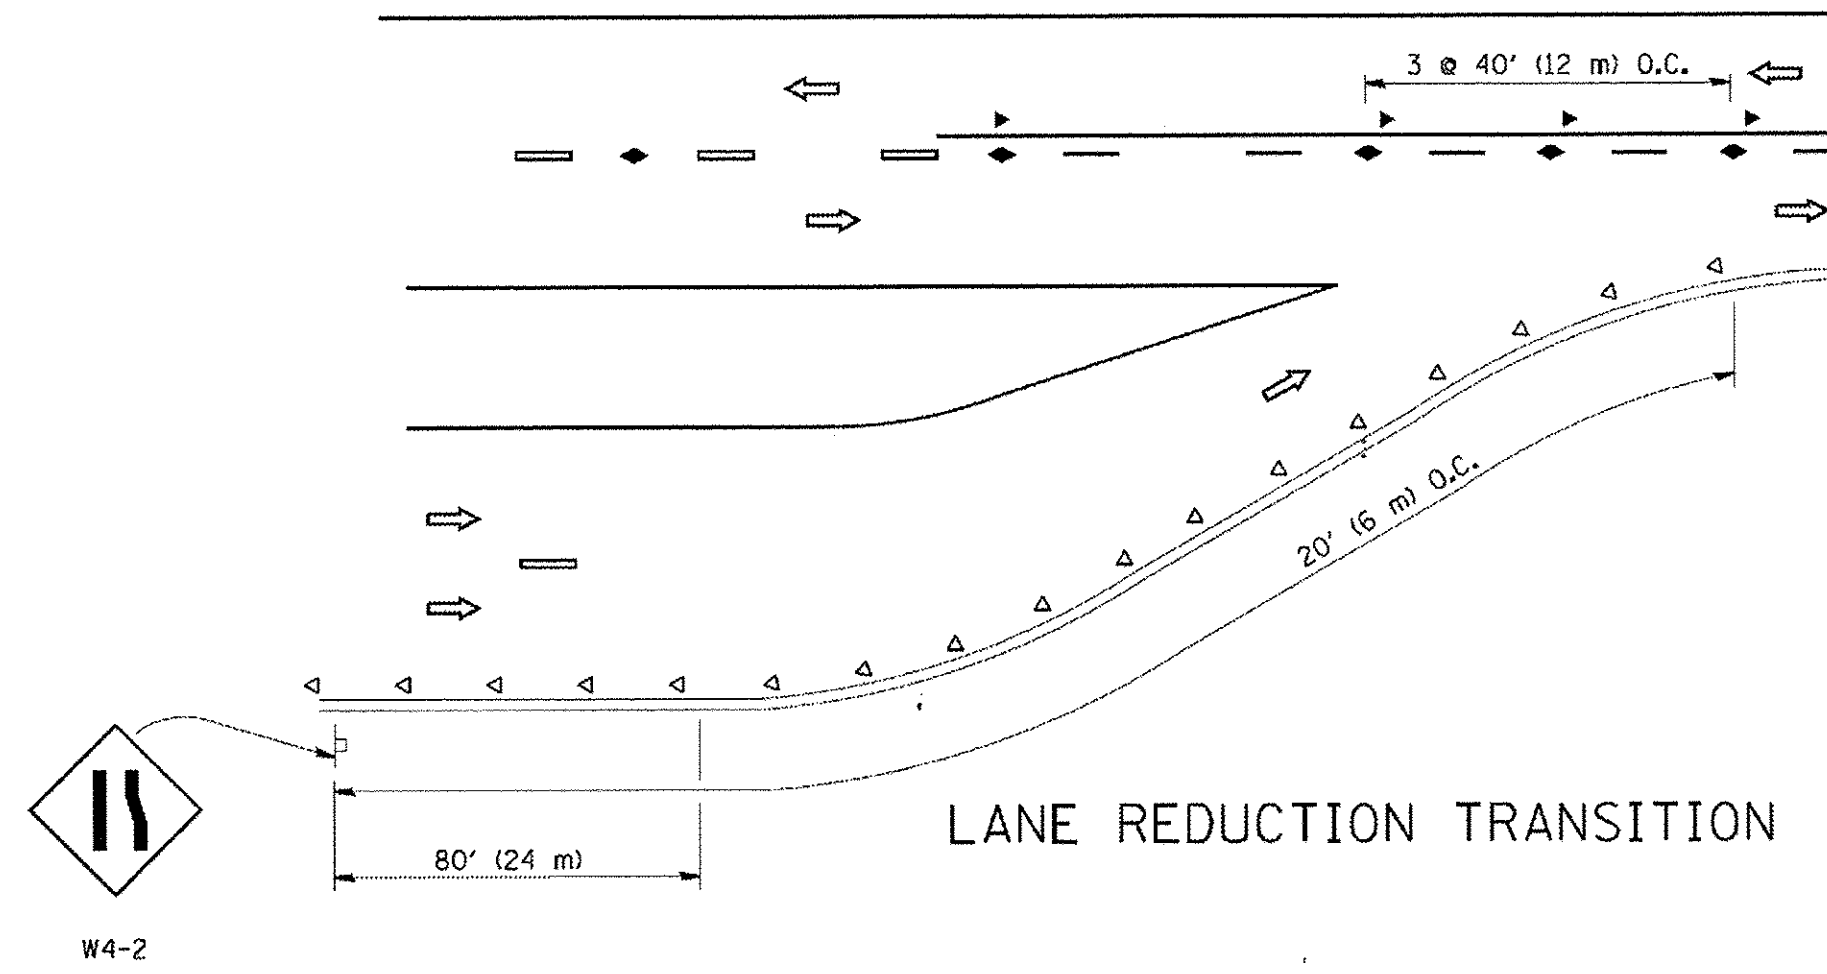 3 @ 40' (12 m) O.C.
20' (6 m) O.C.
LANE REDUCTION TRANSITION
80' (24 m)
W4-2